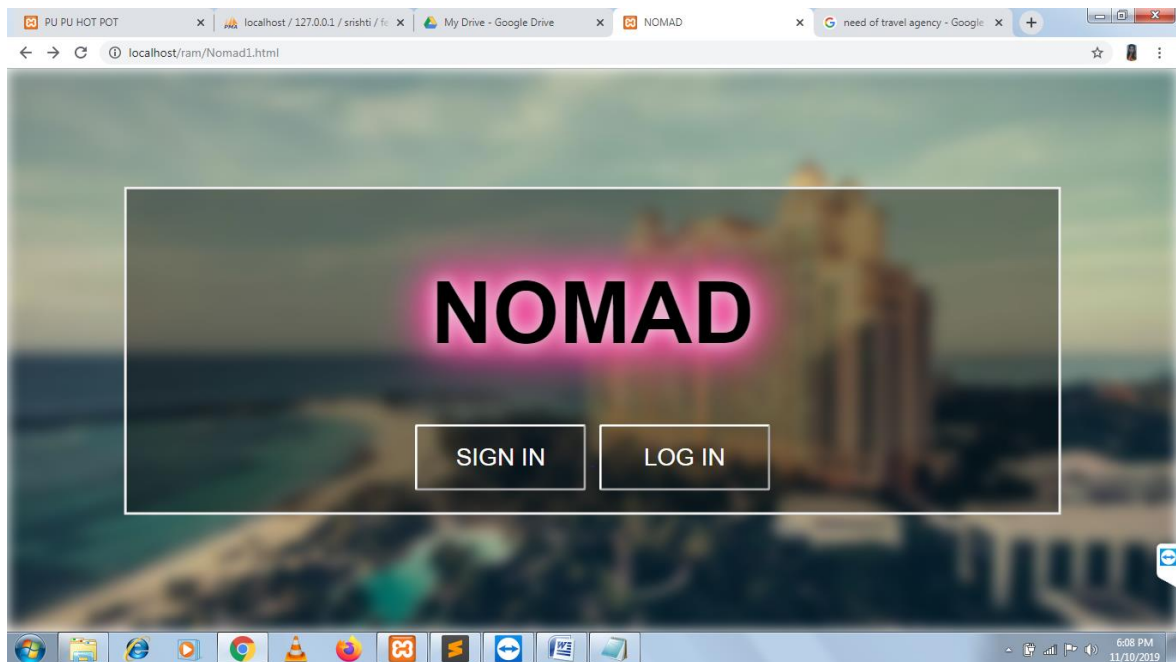 PU PU HOT POT
localhost / 127.0.0.1 / srishti / fe
My Drive - Google Drive
NOMAD
G need of travel agency - Google
localhost/ram/Nomad1.html
NOMAD
SIGN IN
LOG IN
6:08 PM
11/10/2019